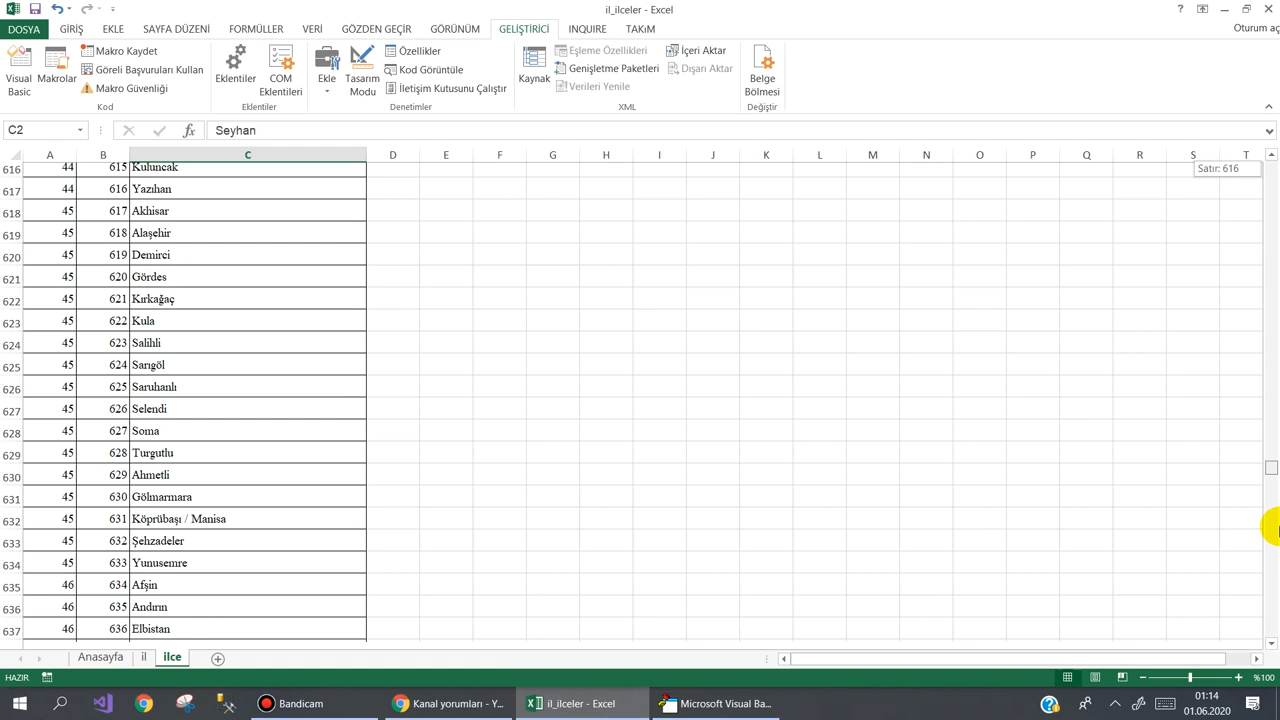 il_ilceler - Excel
?
DOSYA GİRİŞ EKLE SAYFA DÜZENİ FORMÜLLER VERİ GÖZDEN GEÇİR GÖRÜNÜM GELİŞTİRİCİ INQUIRE TAKIM Oturum aç
Visual Basic
Makrolar
Makro Kaydet
Göreli Başvuruları Kullan
Makro Güvenliği
Kod
Eklentiler
COM Eklentileri
Eklentiler
Ekle
Tasarım Modu
Özellikler
Kod Görüntüle
İletişim Kutusunu Çalıştır
Denetimler
Kaynak
Eşleme Özellikleri
Genişletme Paketleri
Verileri Yenile
İçeri Aktar
Dışarı Aktar
XML
Belge Bölmesi
Değiştir
C2 fx Seyhan
A B C D E F G H I J K L M N O P Q R S T
616 44 615 Kuluncak
Satır: 616
617 44 616 Yazıhan
618 45 617 Akhisar
619 45 618 Alaşehir
620 45 619 Demirci
621 45 620 Gördes
622 45 621 Kırkağaç
623 45 622 Kula
624 45 623 Salihli
625 45 624 Sarıgöl
626 45 625 Saruhanlı
627 45 626 Selendi
628 45 627 Soma
629 45 628 Turgutlu
630 45 629 Ahmetli
631 45 630 Gölmarmara
632 45 631 Köprübaşı / Manisa
633 45 632 Şehzadeler
634 45 633 Yunusemre
635 46 634 Afşin
636 46 635 Andırın
637 46 636 Elbistan
Anasayfa il ilce
HAZIR %100
Bandicam Kanal yorumları - Y... il_ilceler - Excel Microsoft Visual Ba... 01:14
01.06.2020